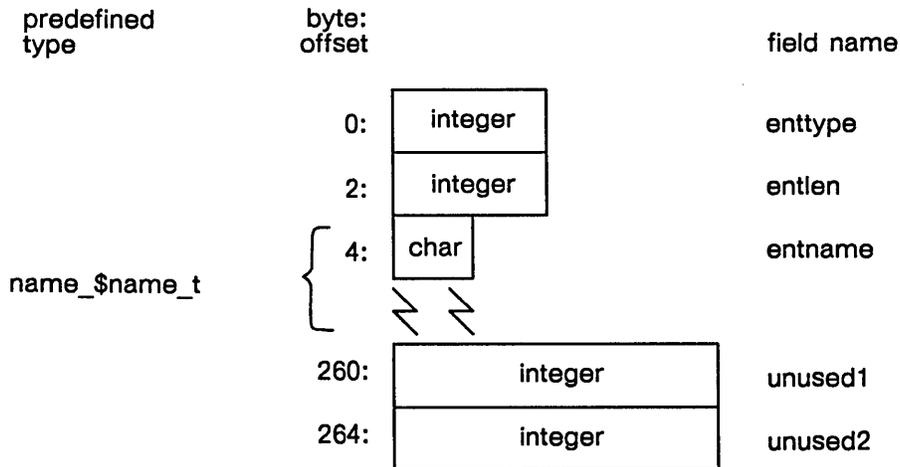 predefined byte:
type offset field name
0: integer enttype
2: integer entlen
4: char entname
name_$name_t
260: integer unused1
264: integer unused2